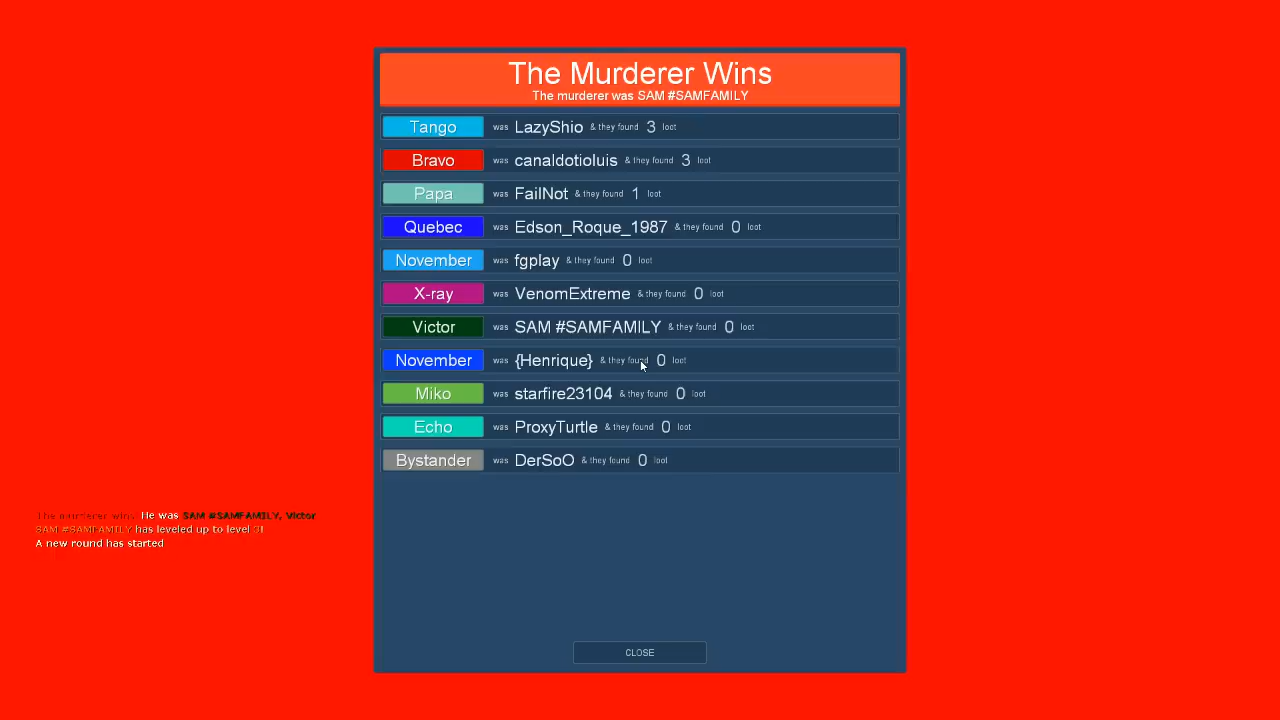 The Murderer Wins
The murderer was SAM #SAMFAMILY
Tango was LazyShio & they found 3 loot
Bravo was canaldotioluis & they found 3 loot
Papa was FailNot & they found 1 loot
Quebec was Edson_Roque_1987 & they found 0 loot
November was fgplay & they found 0 loot
X-ray was VenomExtreme & they found 0 loot
Victor was SAM #SAMFAMILY & they found 0 loot
November was {Henrique} & they found 0 loot
Miko was starfire23104 & they found 0 loot
Echo was ProxyTurtle & they found 0 loot
Bystander was DerSoO & they found 0 loot
The murderer wins. He was SAM #SAMFAMILY, Victor
SAM #SAMFAMILY has leveled up to level 3!
A new round has started
CLOSE